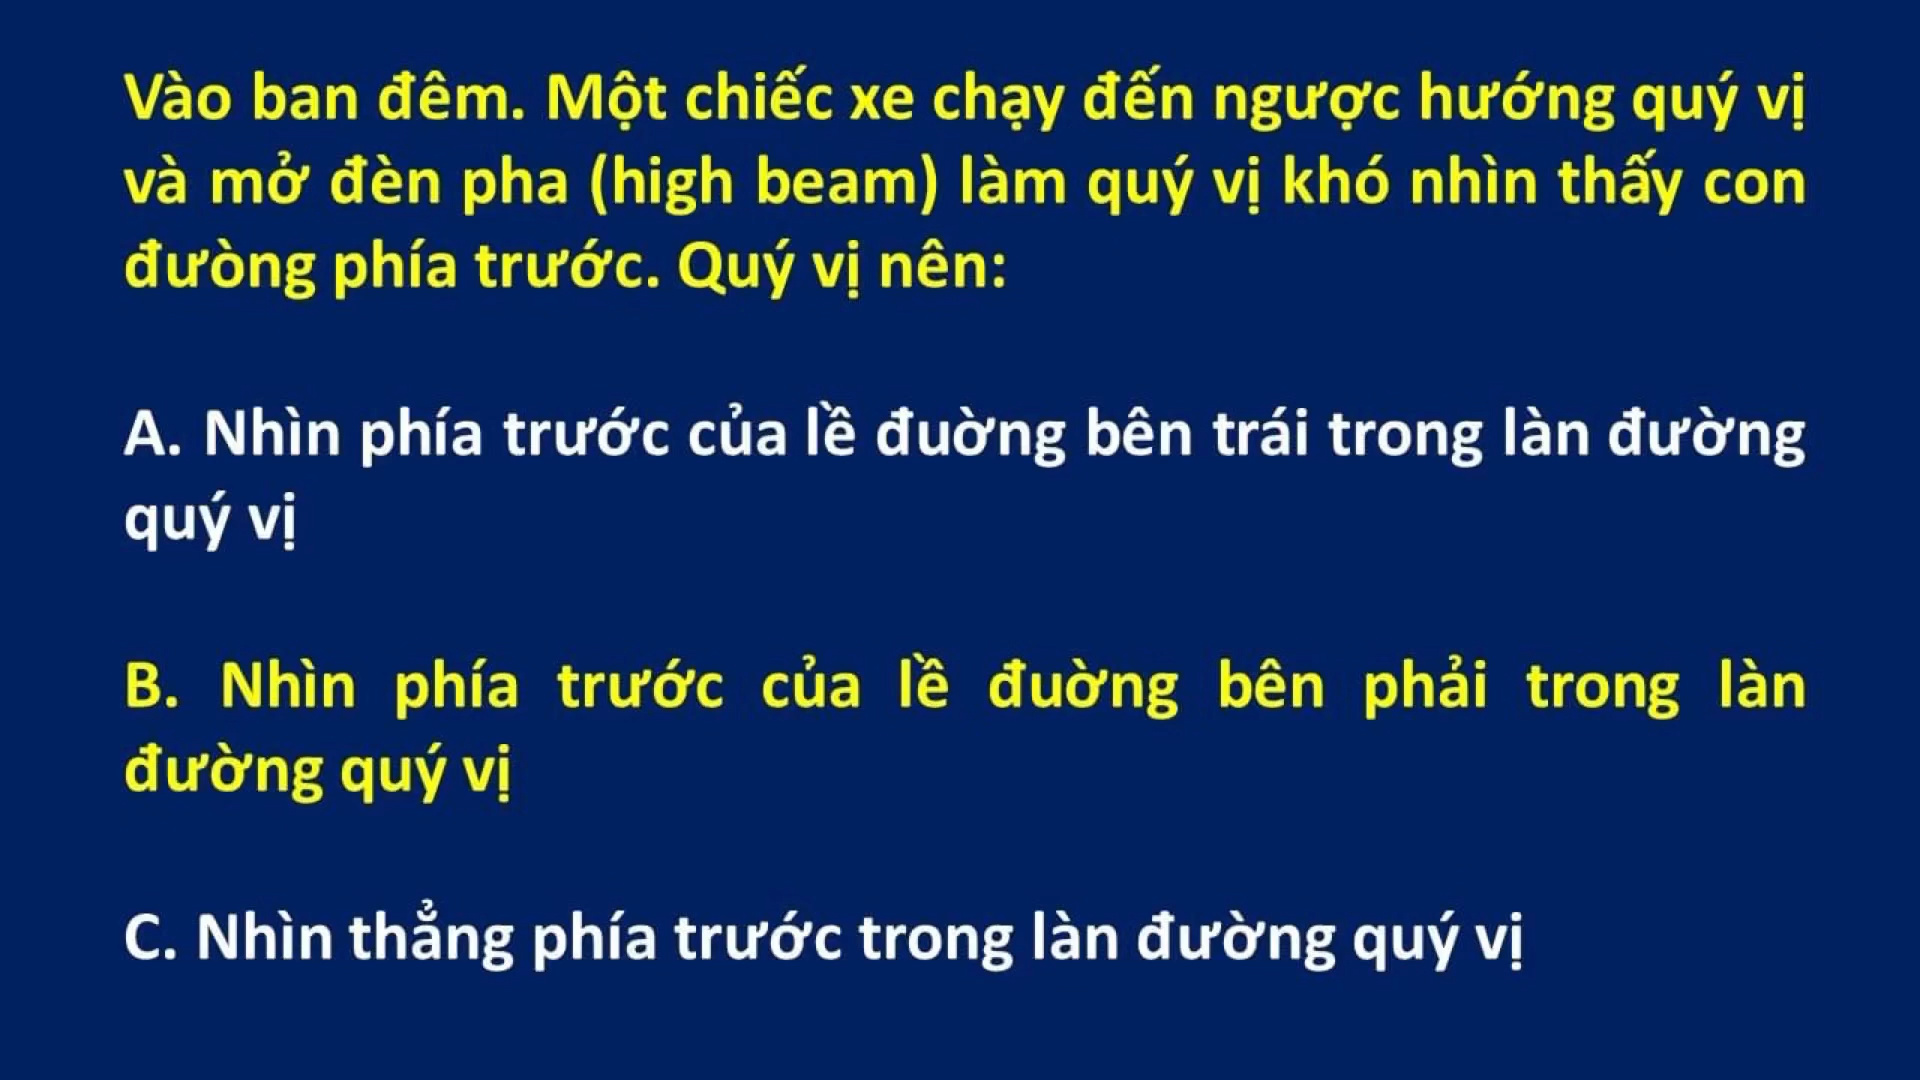 Vào ban đêm. Một chiếc xe chạy đến ngược hướng quý vị
và mở đèn pha (high beam) làm quý vị khó nhìn thấy con
đưòng phía trước. Quý vị nên:
A. Nhìn phía trước của lề đuờng bên trái trong làn đường
quý vị
B. Nhìn phía trước của lề đuờng bên phải trong làn
đường quý vị
C. Nhìn thẳng phía trước trong làn đường quý vị